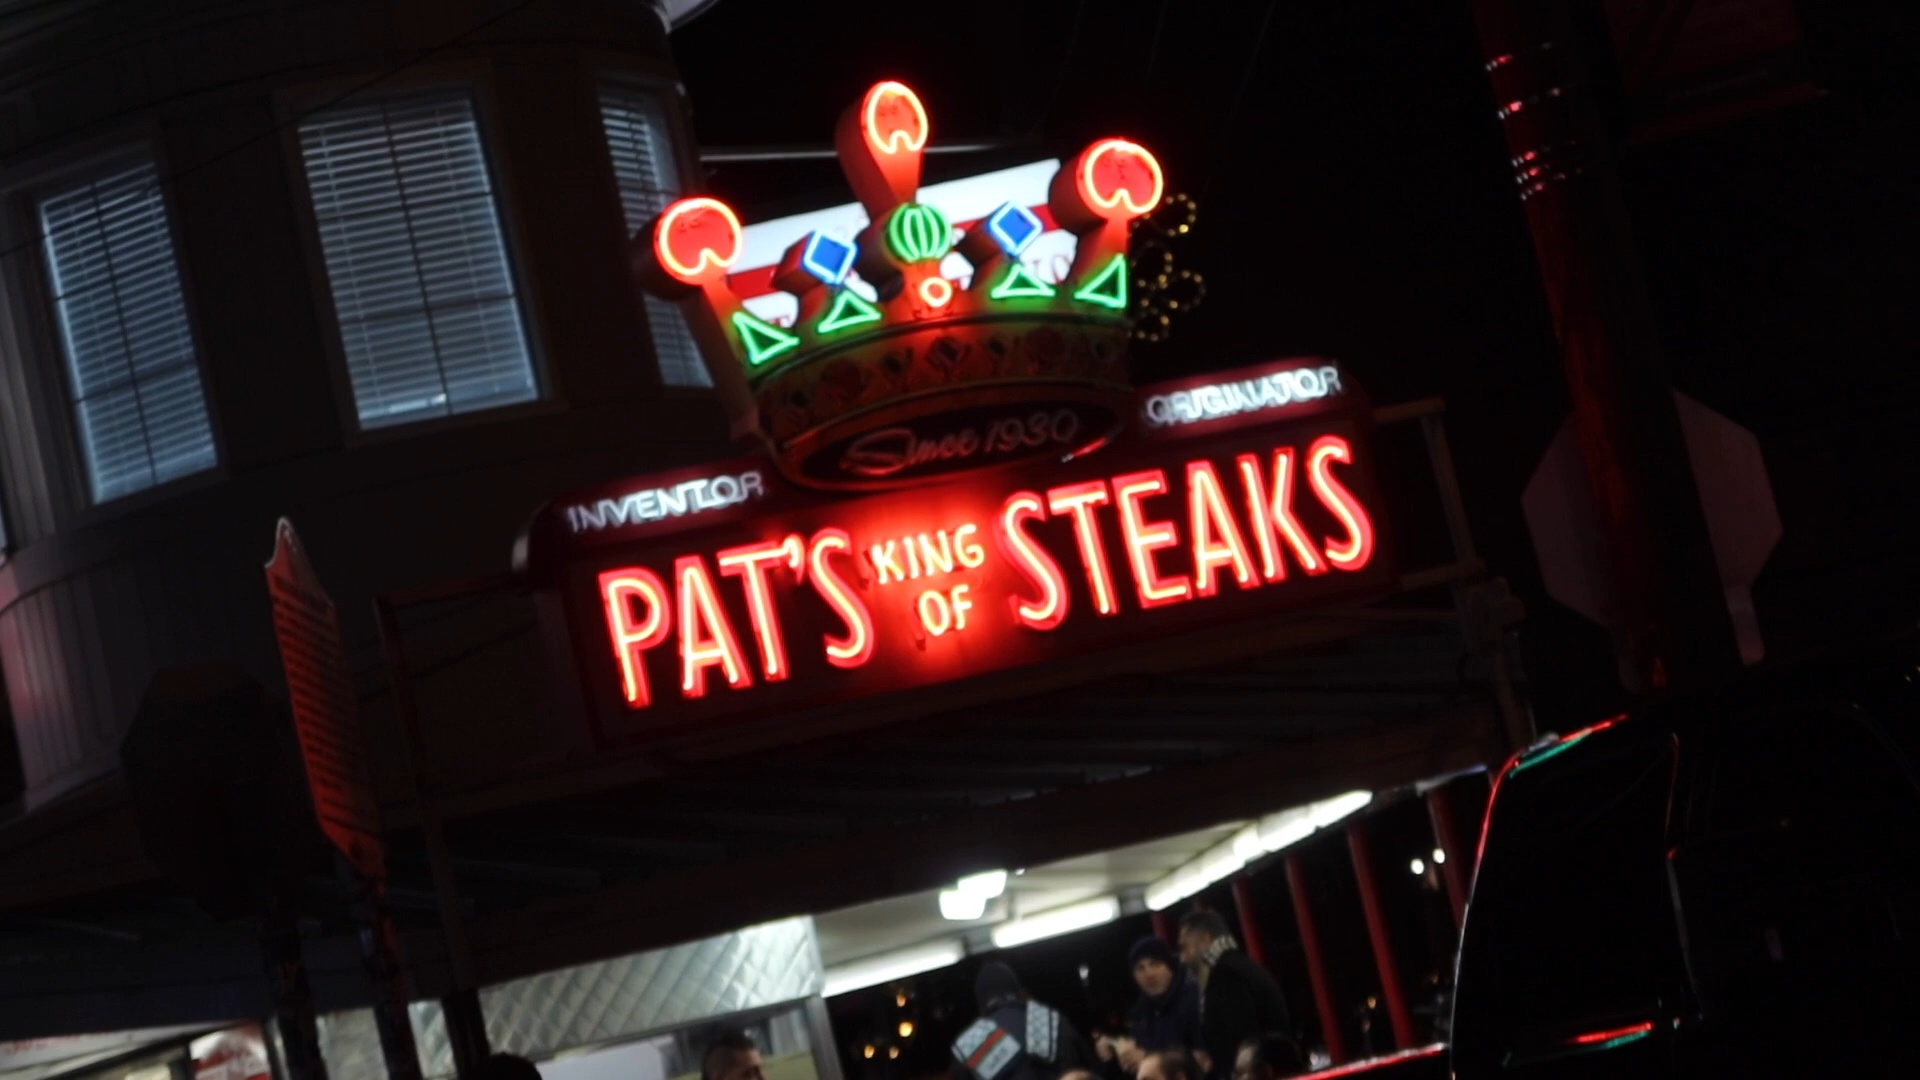 Since 1930
INVENTOR
ORIGINATOR
PAT'S KING OF STEAKS